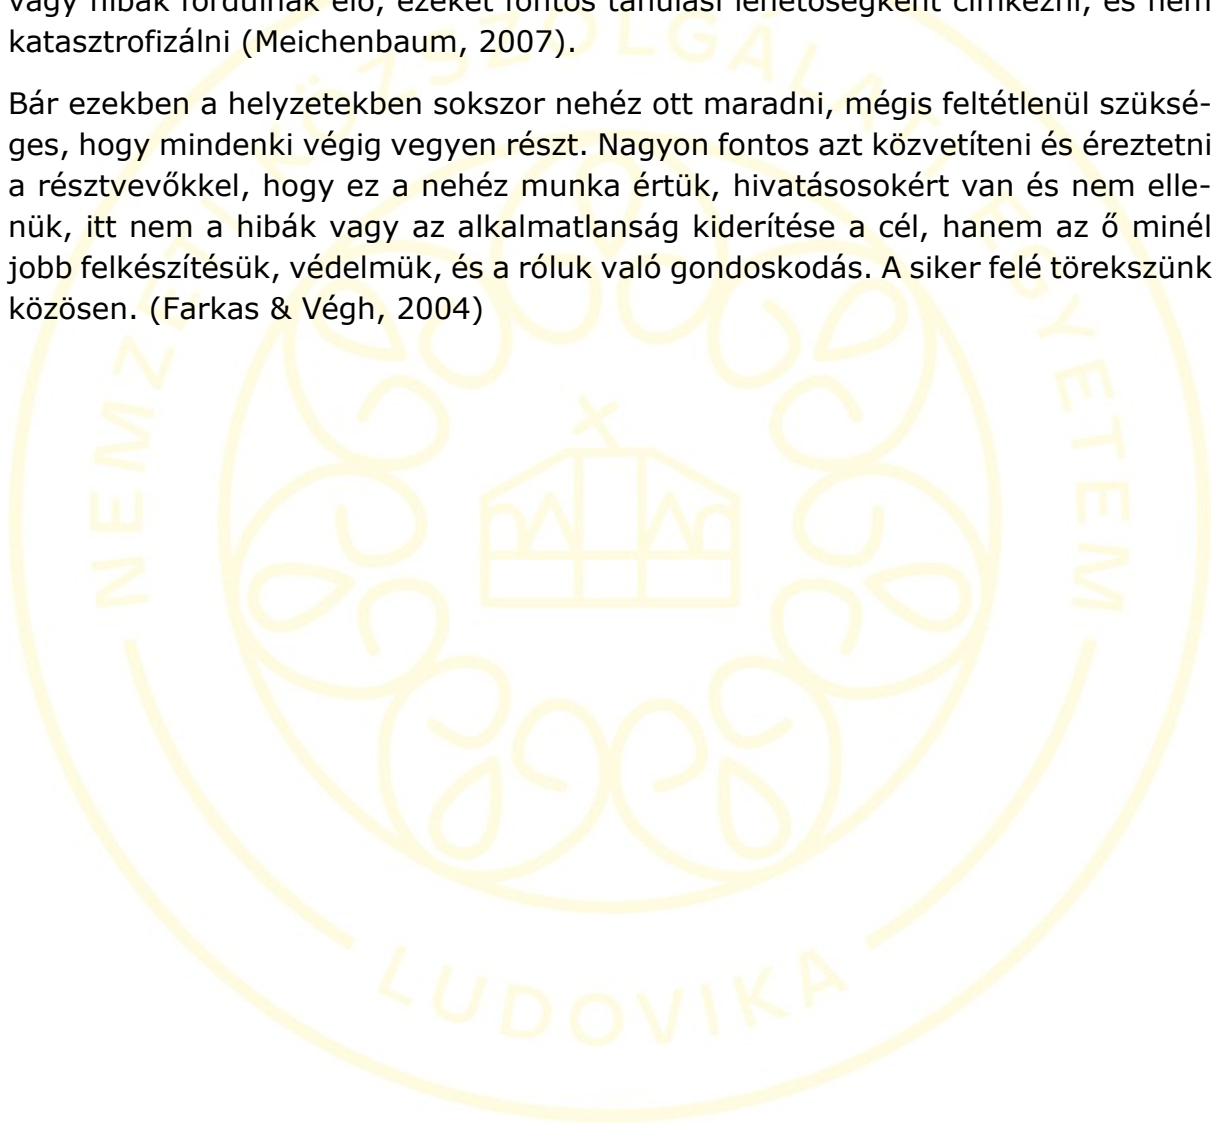 vagy hibák fordulnak elő, ezeket fontos tanulási lehetőségként címkézni, és nem
katasztrofizálni (Meichenbaum, 2007).
Bár ezekben a helyzetekben sokszor nehéz ott maradni, mégis feltétlenül szüksé-
ges, hogy mindenki végig vegyen részt. Nagyon fontos azt közvetíteni és éreztetni
a résztvevőkkel, hogy ez a nehéz munka értük, hivatásosokért van és nem elle-
nük, itt nem a hibák vagy az alkalmatlanság kiderítése a cél, hanem az ő minél
jobb felkészítésük, védelmük, és a róluk való gondoskodás. A siker felé törekszünk
közösen. (Farkas & Végh, 2004)
NEMZETI KÖZSZOLGÁLATI EGYETEM
LUDOVIKA